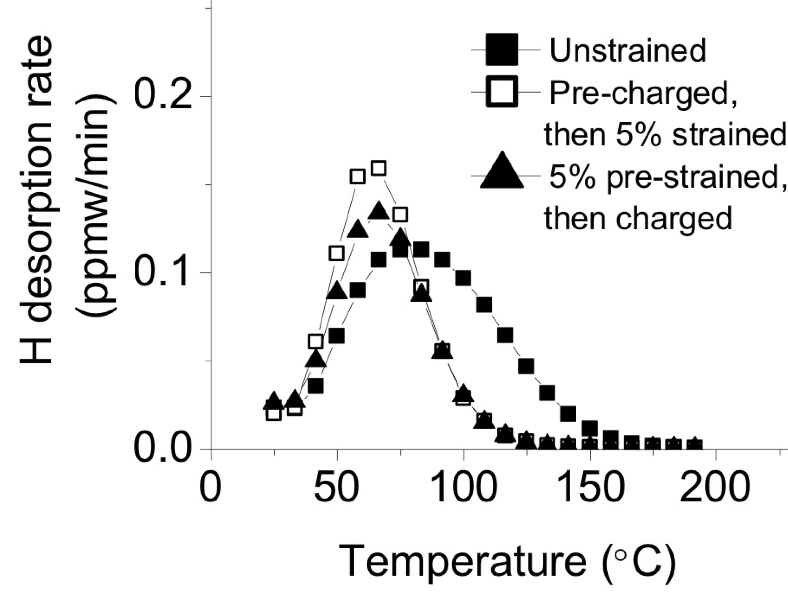 H desorption rate
(ppmw/min)
0.2
0.1
0.0
0 50 100 150 200
Temperature (°C)
Unstrained
Pre-charged,
then 5% strained
5% pre-strained,
then charged